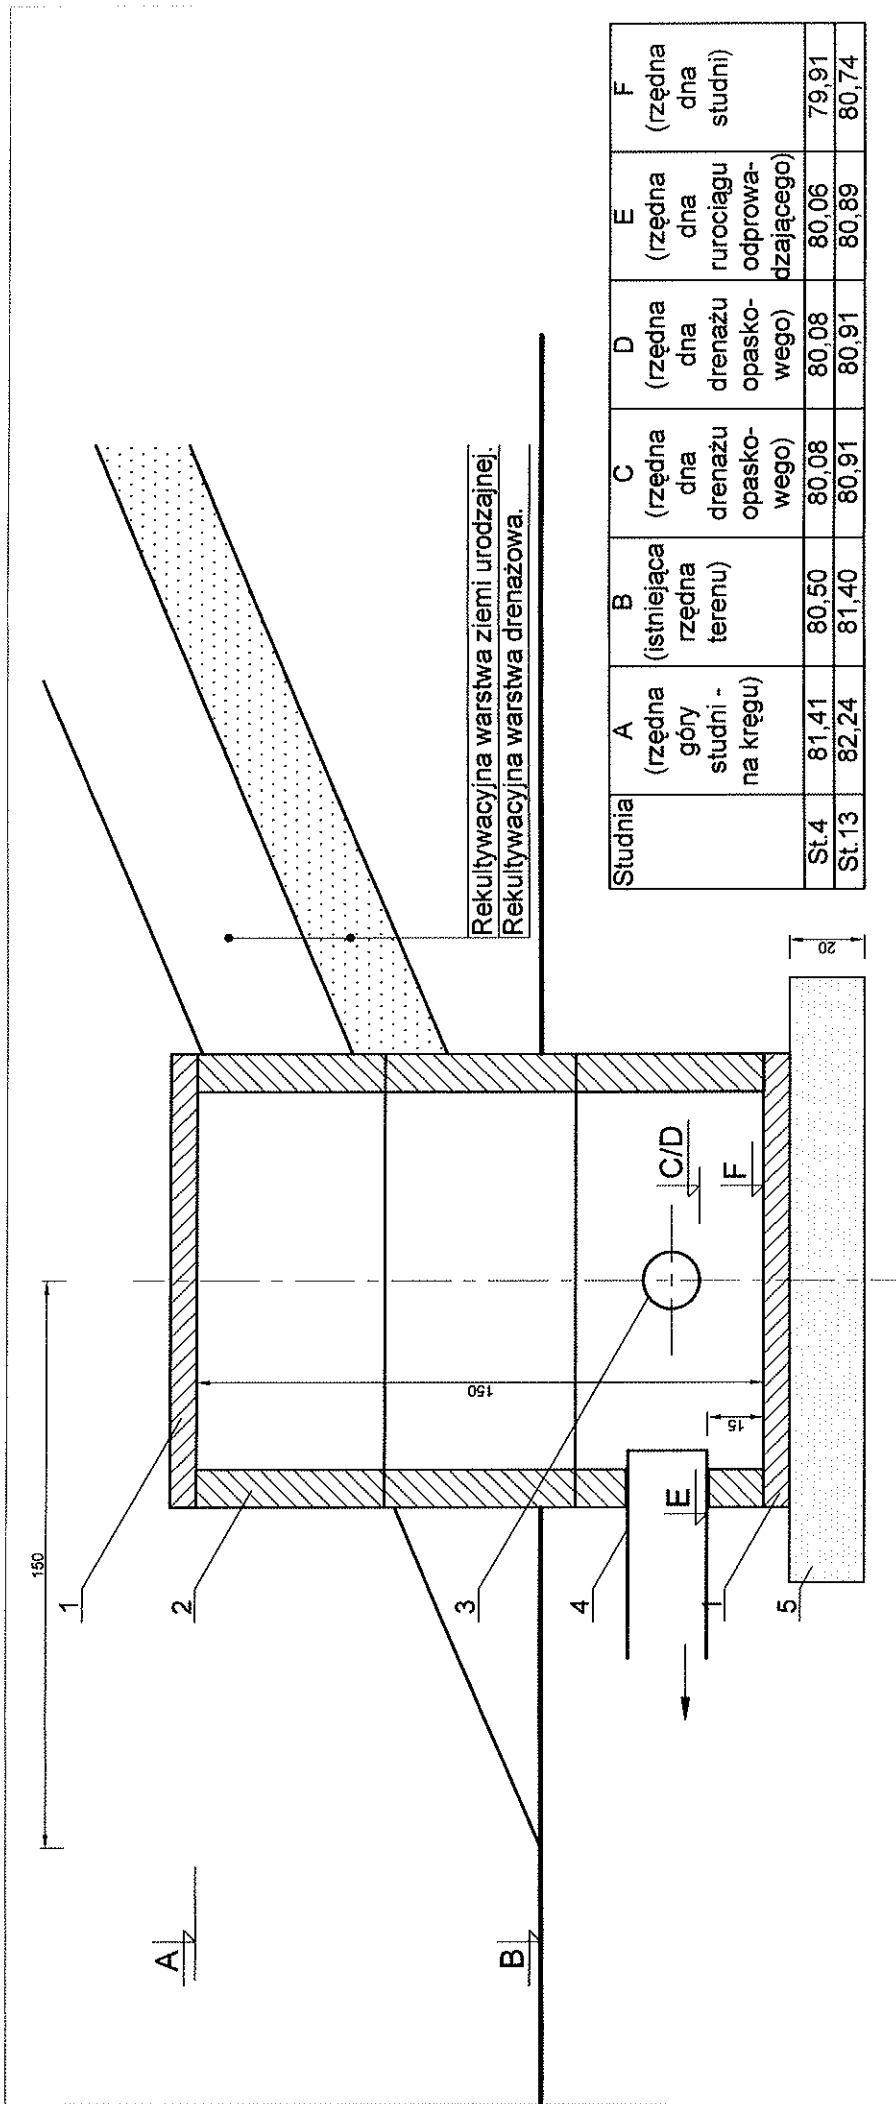 150
A
B
1
2
3
4
1
5
E
150
15
C/D
F
20
Rekultywacyjna warstwa ziemi urodzajnej.
Rekultywacyjna warstwa drenażowa.
Studnia
A
(rzędna
góry
studni -
na kręgu)
B
(istniejąca
rzędna
terenu)
C
(rzędna
dna
drenażu
opasko-
wego)
D
(rzędna
dna
drenażu
opasko-
wego)
E
(rzędna
dna
rurociągu
odprowa-
dzającego)
F
(rzędna
dna
studni)
St.4 81,41 80,50 80,08 80,08 80,06 79,91
St.13 82,24 81,40 80,91 80,91 80,89 80,74